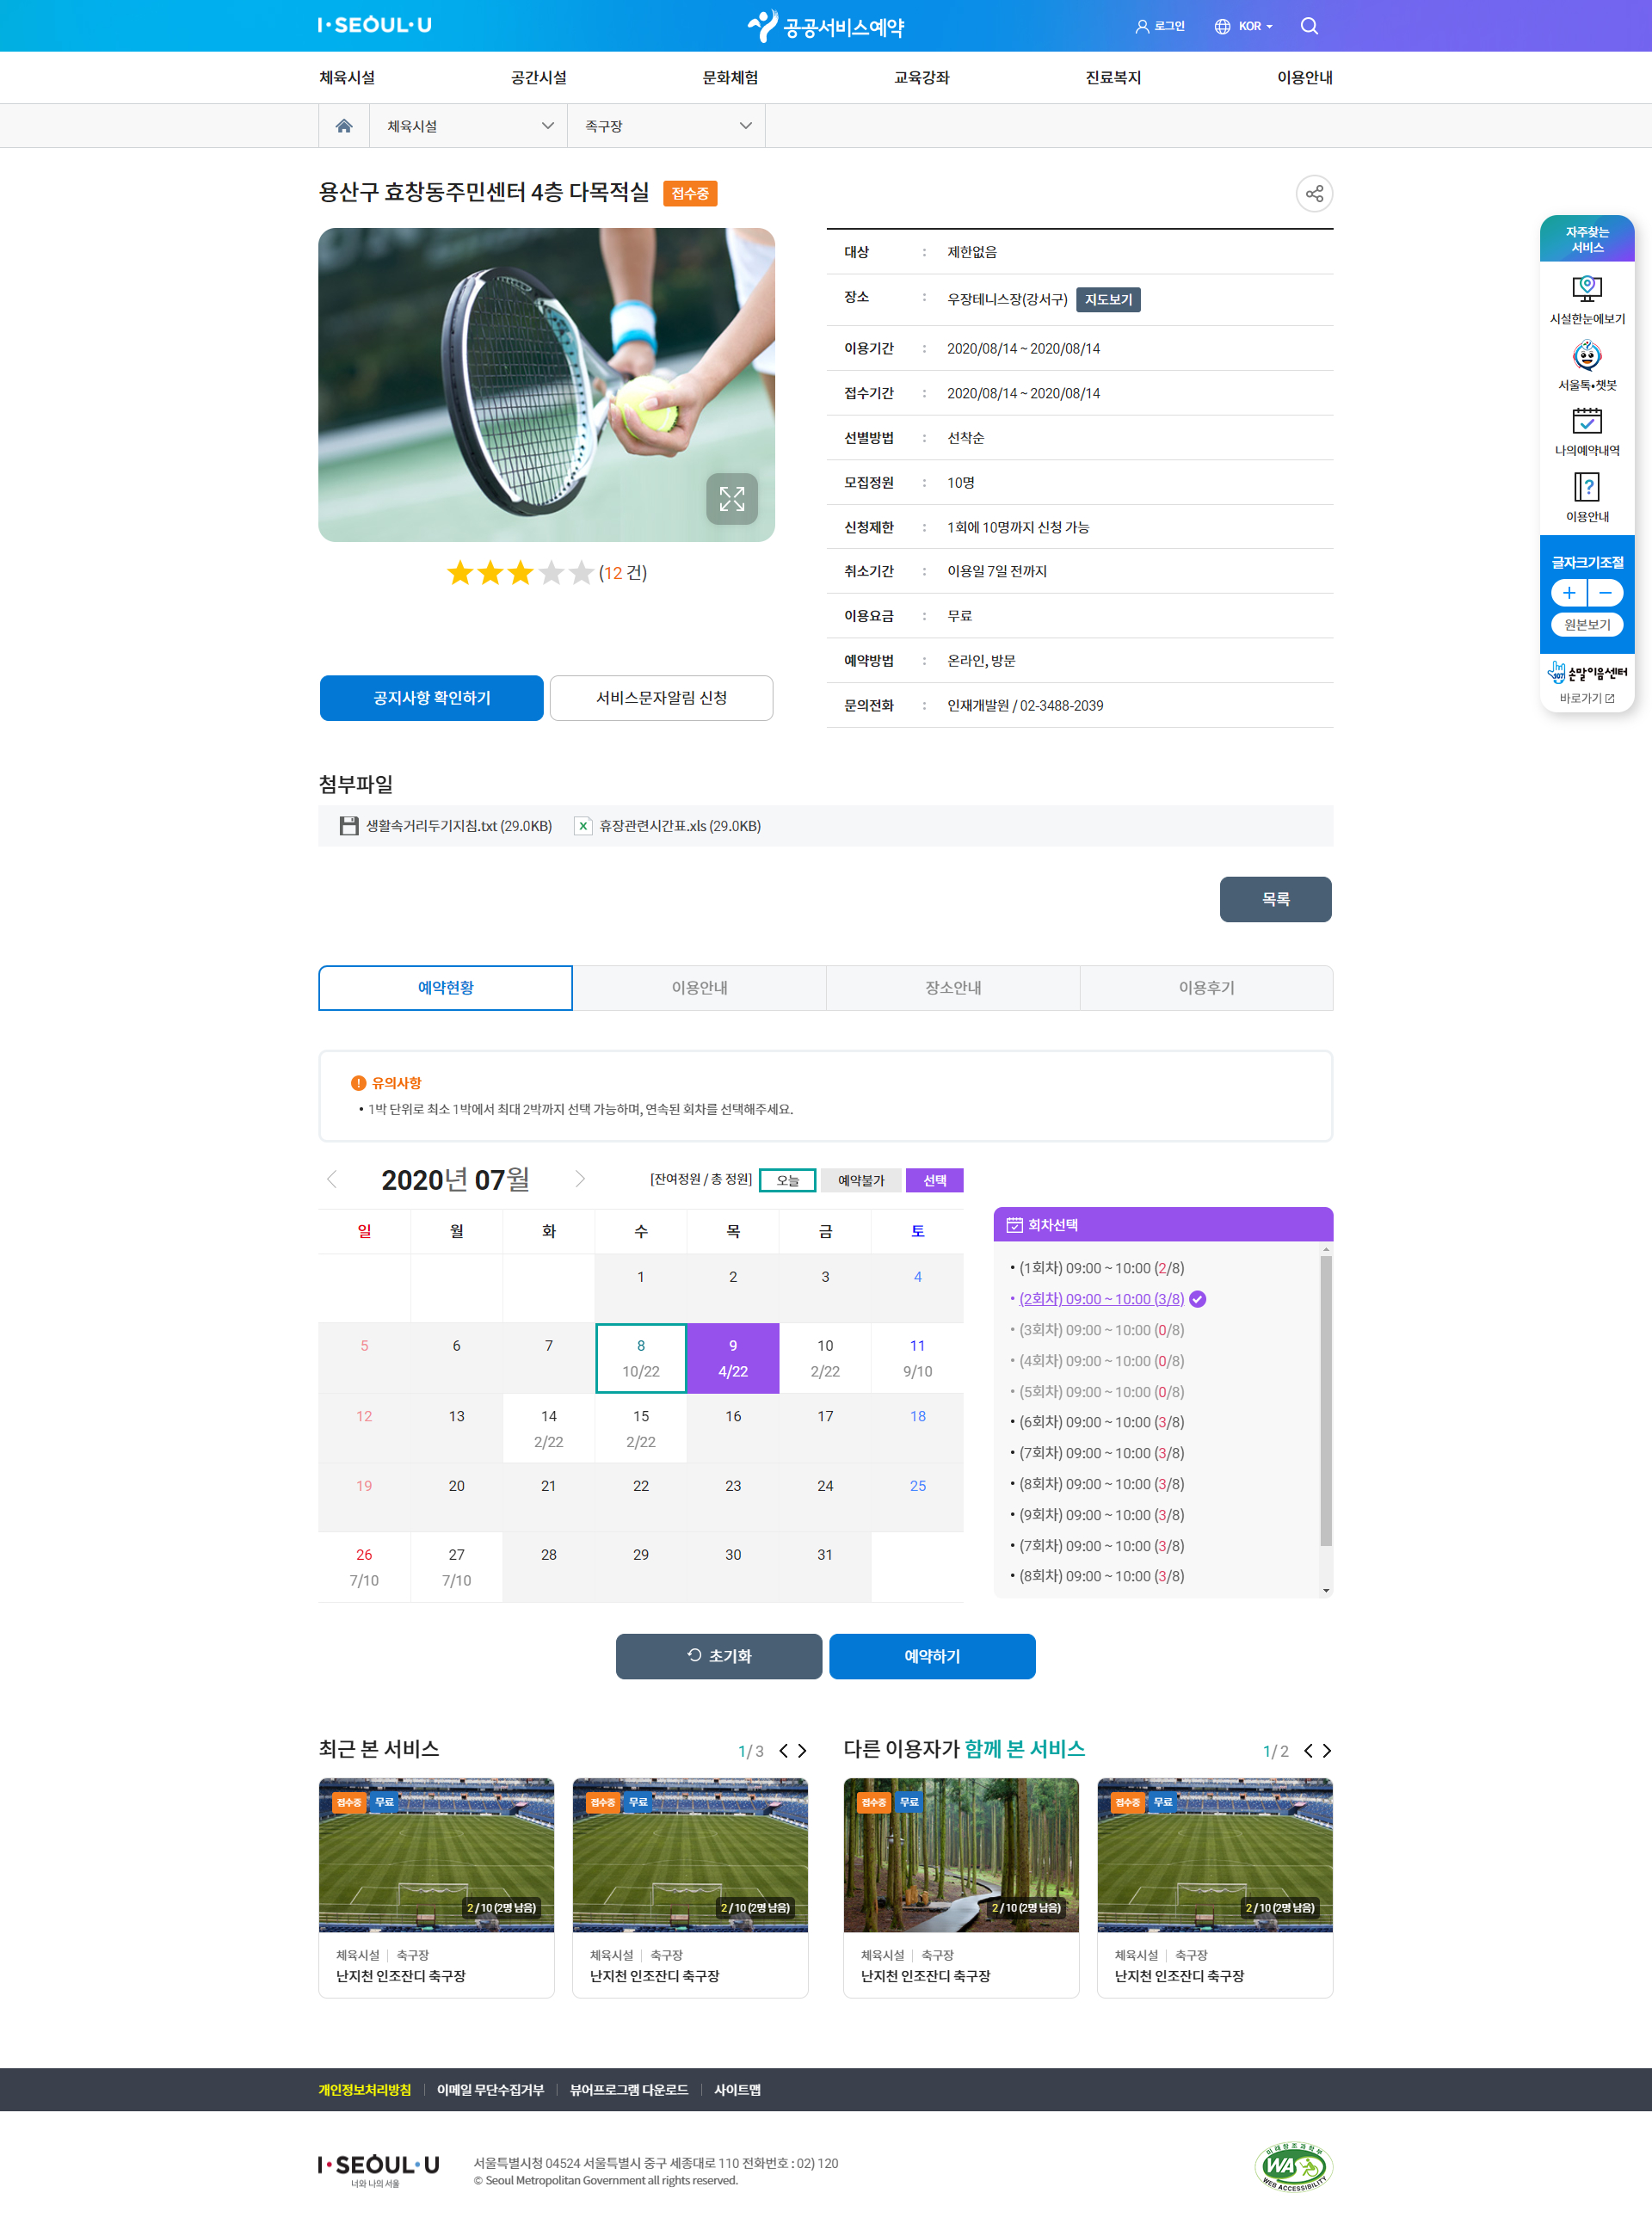 I·SEOUL·U
공공서비스예약
로그인
KOR
체육시설 공간시설 문화체험 교육강좌 진료복지 이용안내
체육시설 족구장
용산구 효창동주민센터 4층 다목적실 접수중
대상 : 제한없음
장소 : 우장테니스장(강서구) 지도보기
이용기간 : 2020/08/14 ~ 2020/08/14
접수기간 : 2020/08/14 ~ 2020/08/14
선별방법 : 선착순
모집정원 : 10명
신청제한 : 1회에 10명까지 신청 가능
취소기간 : 이용일 7일 전까지
이용요금 : 무료
예약방법 : 온라인, 방문
문의전화 : 인재개발원 / 02-3488-2039
(12 건)
공지사항 확인하기 서비스문자알림 신청
자주찾는
서비스
시설한눈에보기
서울톡•챗봇
나의예약내역
이용안내
글자크기조절
+ −
원본보기
107 손말이음센터
바로가기
첨부파일
생활속거리두기지침.txt (29.0KB) 휴장관련시간표.xls (29.0KB)
목록
예약현황 이용안내 장소안내 이용후기
유의사항
• 1박 단위로 최소 1박에서 최대 2박까지 선택 가능하며, 연속된 회차를 선택해주세요.
2020년 07월
[잔여정원 / 총 정원] 오늘 예약불가 선택
일 월 화 수 목 금 토
1 2 3 4
5 6 7 8 9 10 11
10/22 4/22 2/22 9/10
12 13 14 15 16 17 18
2/22 2/22
19 20 21 22 23 24 25
26 27 28 29 30 31
7/10 7/10
회차선택
• (1회차) 09:00 ~ 10:00 (2/8)
• (2회차) 09:00 ~ 10:00 (3/8)
• (3회차) 09:00 ~ 10:00 (0/8)
• (4회차) 09:00 ~ 10:00 (0/8)
• (5회차) 09:00 ~ 10:00 (0/8)
• (6회차) 09:00 ~ 10:00 (3/8)
• (7회차) 09:00 ~ 10:00 (3/8)
• (8회차) 09:00 ~ 10:00 (3/8)
• (9회차) 09:00 ~ 10:00 (3/8)
• (7회차) 09:00 ~ 10:00 (3/8)
• (8회차) 09:00 ~ 10:00 (3/8)
초기화 예약하기
최근 본 서비스 1/ 3
접수중 무료
2 / 10 (2명 남음)
체육시설 축구장
난지천 인조잔디 축구장
접수중 무료
2 / 10 (2명 남음)
체육시설 축구장
난지천 인조잔디 축구장
다른 이용자가 함께 본 서비스 1/ 2
접수중 무료
2 / 10 (2명 남음)
체육시설 축구장
난지천 인조잔디 축구장
접수중 무료
2 / 10 (2명 남음)
체육시설 축구장
난지천 인조잔디 축구장
개인정보처리방침 이메일 무단수집거부 뷰어프로그램 다운로드 사이트맵
I·SEOUL·U
너와 나의 서울
서울특별시청 04524 서울특별시 중구 세종대로 110 전화번호 : 02) 120
© Seoul Metropolitan Government all rights reserved.
미래창조과학부
WA
WEB ACCESSIBILITY